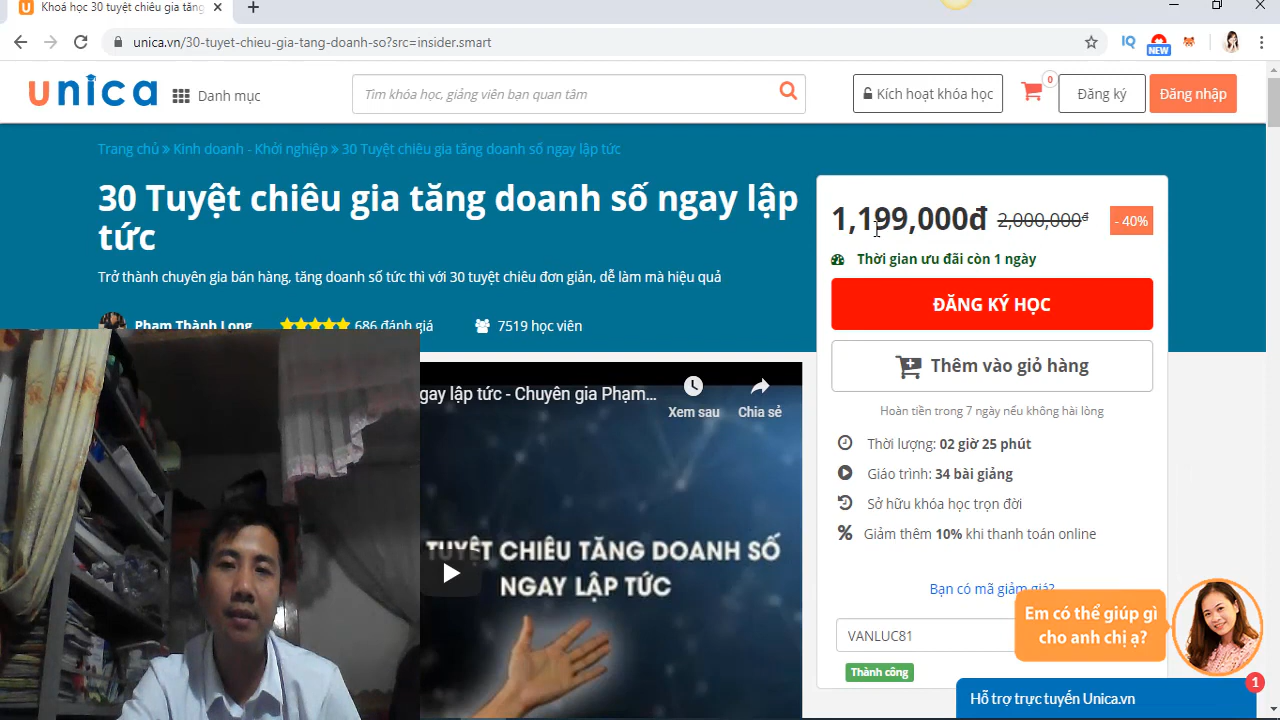 Khoá học 30 tuyệt chiêu gia tăng
unica.vn/30-tuyet-chieu-gia-tang-doanh-so?src=insider.smart
IQ
NEW
unica
Danh mục
Tìm khóa học, giảng viên bạn quan tâm
Kích hoạt khóa học
0
Đăng ký
Đăng nhập
Trang chủ » Kinh doanh - Khởi nghiệp » 30 Tuyệt chiêu gia tăng doanh số ngay lập tức
30 Tuyệt chiêu gia tăng doanh số ngay lập
tức
Trở thành chuyên gia bán hàng, tăng doanh số tức thì với 30 tuyệt chiêu đơn giản, dễ làm mà hiệu quả
Phạm Thành Long
686 đánh giá
7519 học viên
1,199,000đ
2,000,000đ
- 40%
Thời gian ưu đãi còn 1 ngày
ĐĂNG KÝ HỌC
Thêm vào giỏ hàng
Hoàn tiền trong 7 ngày nếu không hài lòng
Thời lượng: 02 giờ 25 phút
Giáo trình: 34 bài giảng
Sở hữu khóa học trọn đời
Giảm thêm 10% khi thanh toán online
Bạn có mã giảm giá?
VANLUC81
Thành công
gay lập tức - Chuyên gia Phạm...
Xem sau
Chia sẻ
TUYỆT CHIÊU TĂNG DOANH SỐ
NGAY LẬP TỨC
Em có thể giúp gì
cho anh chị ạ?
Hỗ trợ trực tuyến Unica.vn
1